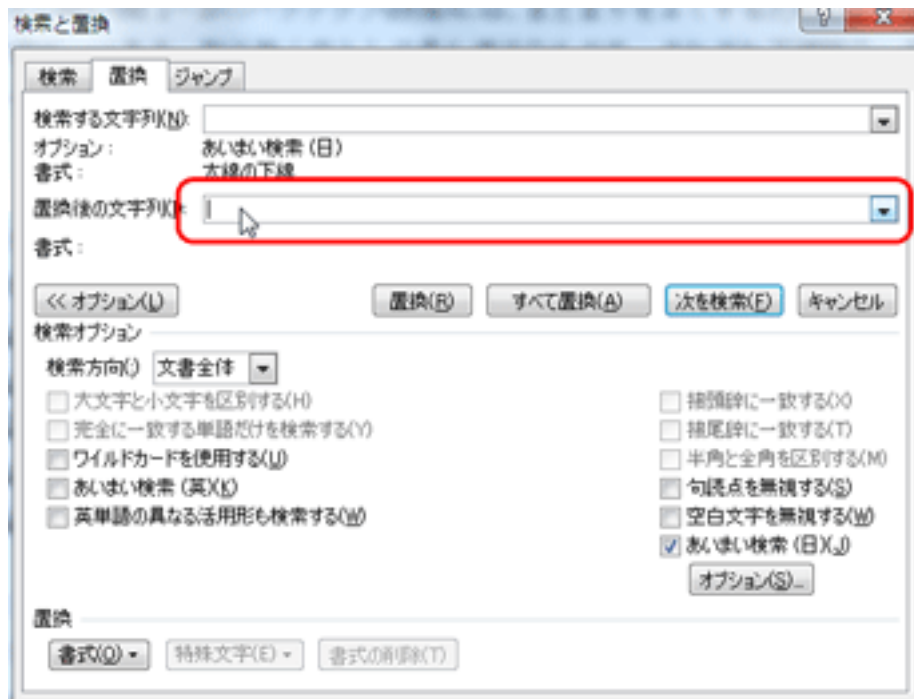 検索と置換
検索 置換 ジャンプ
検索する文字列(N):
オプション: あいまい検索 (日)
書式: 太線の下線
置換後の文字列(I):
書式:
<< オプション(L) 置換(R) すべて置換(A) 次を検索(F) キャンセル
検索オプション
検索方向(:) 文書全体
大文字と小文字を区別する(H) 接頭辞に一致する(X)
完全に一致する単語だけを検索する(Y) 接尾辞に一致する(T)
ワイルドカードを使用する(U) 半角と全角を区別する(M)
あいまい検索 (英)(K) 句読点を無視する(S)
英単語の異なる活用形も検索する(W) 空白文字を無視する(W)
あいまい検索 (日)(J)
オプション(S)...
置換
書式(O) 特殊文字(E) 書式の削除(T)